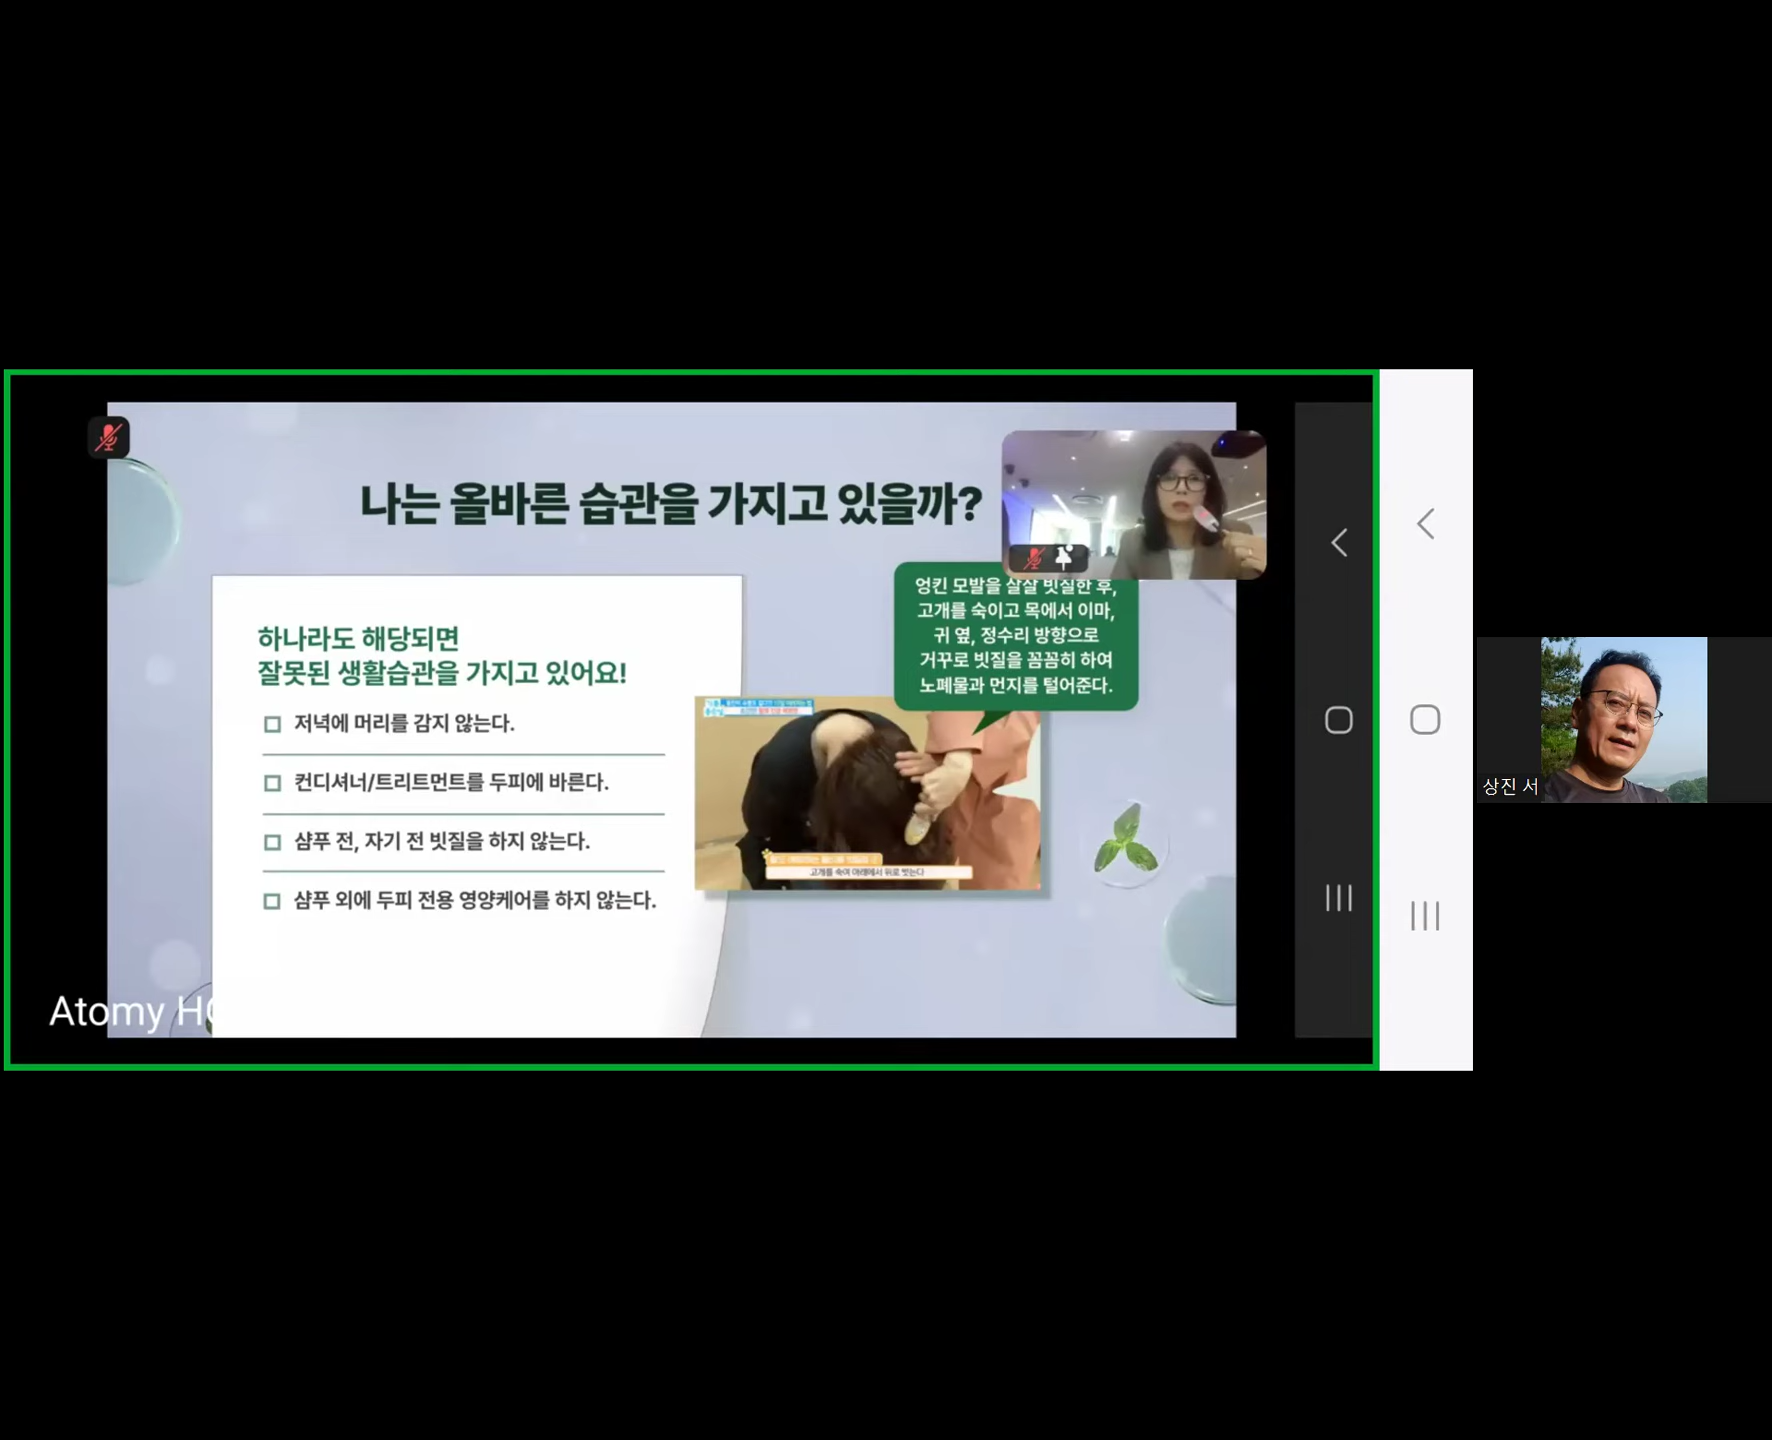 나는 올바른 습관을 가지고 있을까?
하나라도 해당되면
잘못된 생활습관을 가지고 있어요!
저녁에 머리를 감지 않는다.
컨디셔너/트리트먼트를 두피에 바른다.
샴푸 전, 자기 전 빗질을 하지 않는다.
샴푸 외에 두피 전용 영양케어를 하지 않는다.
엉킨 모발을 살살 빗질한 후,
고개를 숙이고 목에서 이마,
귀 옆, 정수리 방향으로
거꾸로 빗질을 꼼꼼히 하여
노폐물과 먼지를 털어준다.
고개를 숙여 아래에서 위로 빗는다
Atomy
상진 서